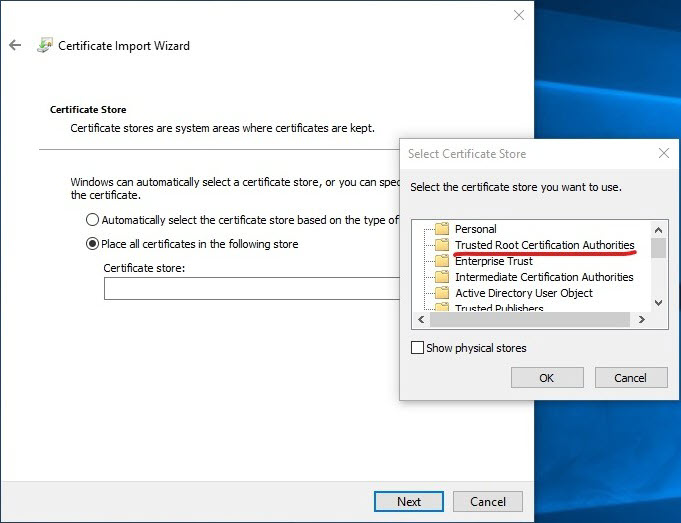 Certificate Import Wizard
Certificate Store
Certificate stores are system areas where certificates are kept.
Windows can automatically select a certificate store, or you can spec
the certificate.
Automatically select the certificate store based on the type of
Place all certificates in the following store
Certificate store:
Next
Cancel
Select Certificate Store
Select the certificate store you want to use.
Personal
Trusted Root Certification Authorities
Enterprise Trust
Intermediate Certification Authorities
Active Directory User Object
Trusted Publishers
Show physical stores
OK
Cancel